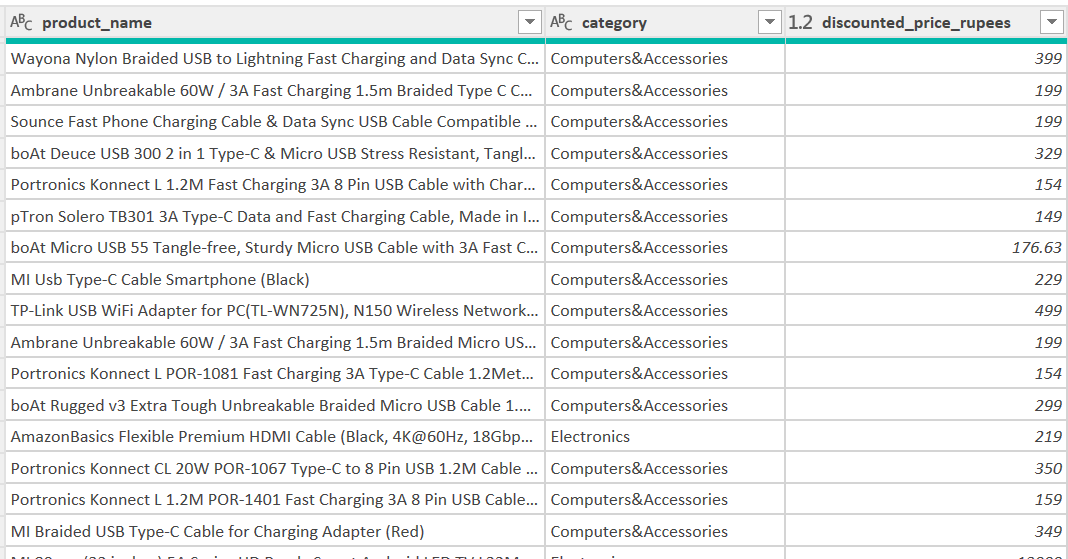 ABC product_name ABC category 1.2 discounted_price_rupees
Wayona Nylon Braided USB to Lightning Fast Charging and Data Sync C... Computers&Accessories 399
Ambrane Unbreakable 60W / 3A Fast Charging 1.5m Braided Type C C... Computers&Accessories 199
Sounce Fast Phone Charging Cable & Data Sync USB Cable Compatible ... Computers&Accessories 199
boAt Deuce USB 300 2 in 1 Type-C & Micro USB Stress Resistant, Tangl... Computers&Accessories 329
Portronics Konnect L 1.2M Fast Charging 3A 8 Pin USB Cable with Char... Computers&Accessories 154
pTron Solero TB301 3A Type-C Data and Fast Charging Cable, Made in I... Computers&Accessories 149
boAt Micro USB 55 Tangle-free, Sturdy Micro USB Cable with 3A Fast C... Computers&Accessories 176.63
MI Usb Type-C Cable Smartphone (Black) Computers&Accessories 229
TP-Link USB WiFi Adapter for PC(TL-WN725N), N150 Wireless Network... Computers&Accessories 499
Ambrane Unbreakable 60W / 3A Fast Charging 1.5m Braided Micro US... Computers&Accessories 199
Portronics Konnect L POR-1081 Fast Charging 3A Type-C Cable 1.2Met... Computers&Accessories 154
boAt Rugged v3 Extra Tough Unbreakable Braided Micro USB Cable 1.... Computers&Accessories 299
AmazonBasics Flexible Premium HDMI Cable (Black, 4K@60Hz, 18Gbp... Electronics 219
Portronics Konnect CL 20W POR-1067 Type-C to 8 Pin USB 1.2M Cable ... Computers&Accessories 350
Portronics Konnect L 1.2M POR-1401 Fast Charging 3A 8 Pin USB Cable... Computers&Accessories 159
MI Braided USB Type-C Cable for Charging Adapter (Red) Computers&Accessories 349